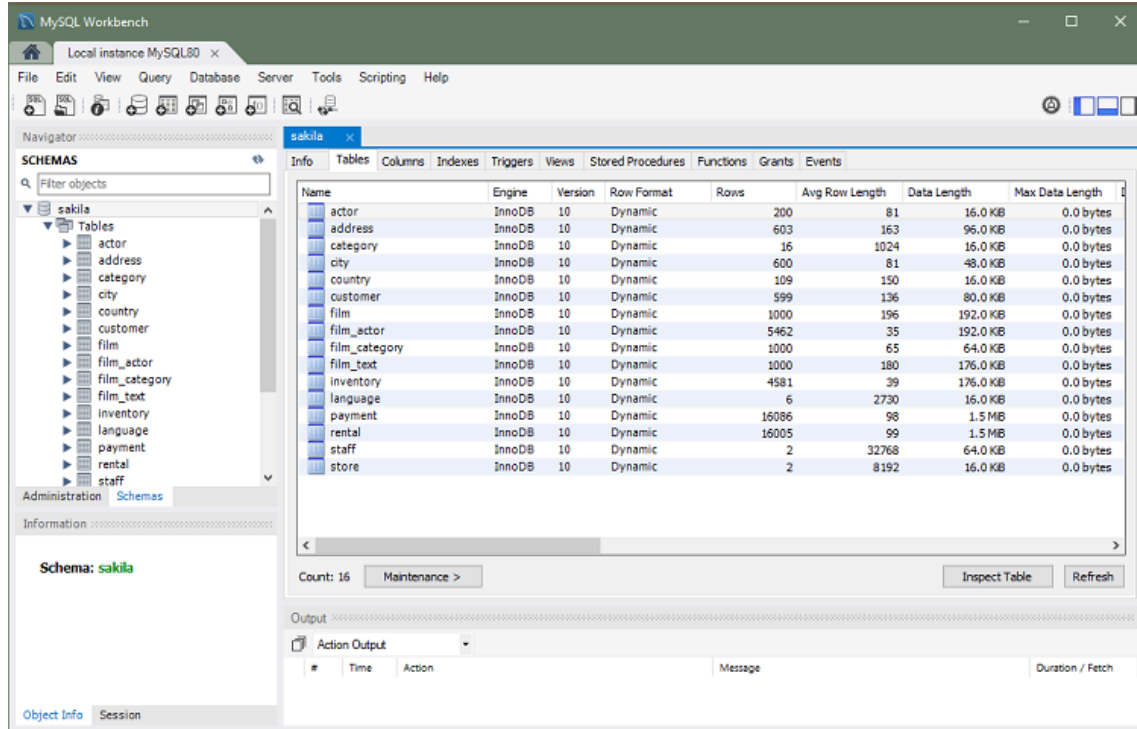 MySQL Workbench
Local instance MySQL80
File Edit View Query Database Server Tools Scripting Help
Navigator
SCHEMAS
Filter objects
sakila
Tables
actor
address
category
city
country
customer
film
film_actor
film_category
film_text
inventory
language
payment
rental
staff
Administration Schemas
Information
Schema: sakila
Object Info Session
sakila
Info Tables Columns Indexes Triggers Views Stored Procedures Functions Grants Events
Name Engine Version Row Format Rows Avg Row Length Data Length Max Data Length
actor InnoDB 10 Dynamic 200 81 16.0 KiB 0.0 bytes
address InnoDB 10 Dynamic 603 163 96.0 KiB 0.0 bytes
category InnoDB 10 Dynamic 16 1024 16.0 KiB 0.0 bytes
city InnoDB 10 Dynamic 600 81 48.0 KiB 0.0 bytes
country InnoDB 10 Dynamic 109 150 16.0 KiB 0.0 bytes
customer InnoDB 10 Dynamic 599 136 80.0 KiB 0.0 bytes
film InnoDB 10 Dynamic 1000 196 192.0 KiB 0.0 bytes
film_actor InnoDB 10 Dynamic 5462 35 192.0 KiB 0.0 bytes
film_category InnoDB 10 Dynamic 1000 65 64.0 KiB 0.0 bytes
film_text InnoDB 10 Dynamic 1000 180 176.0 KiB 0.0 bytes
inventory InnoDB 10 Dynamic 4581 39 176.0 KiB 0.0 bytes
language InnoDB 10 Dynamic 6 2730 16.0 KiB 0.0 bytes
payment InnoDB 10 Dynamic 16086 98 1.5 MiB 0.0 bytes
rental InnoDB 10 Dynamic 16005 99 1.5 MiB 0.0 bytes
staff InnoDB 10 Dynamic 2 32768 64.0 KiB 0.0 bytes
store InnoDB 10 Dynamic 2 8192 16.0 KiB 0.0 bytes
Count: 16 Maintenance > Inspect Table Refresh
Output
Action Output
# Time Action Message Duration / Fetch